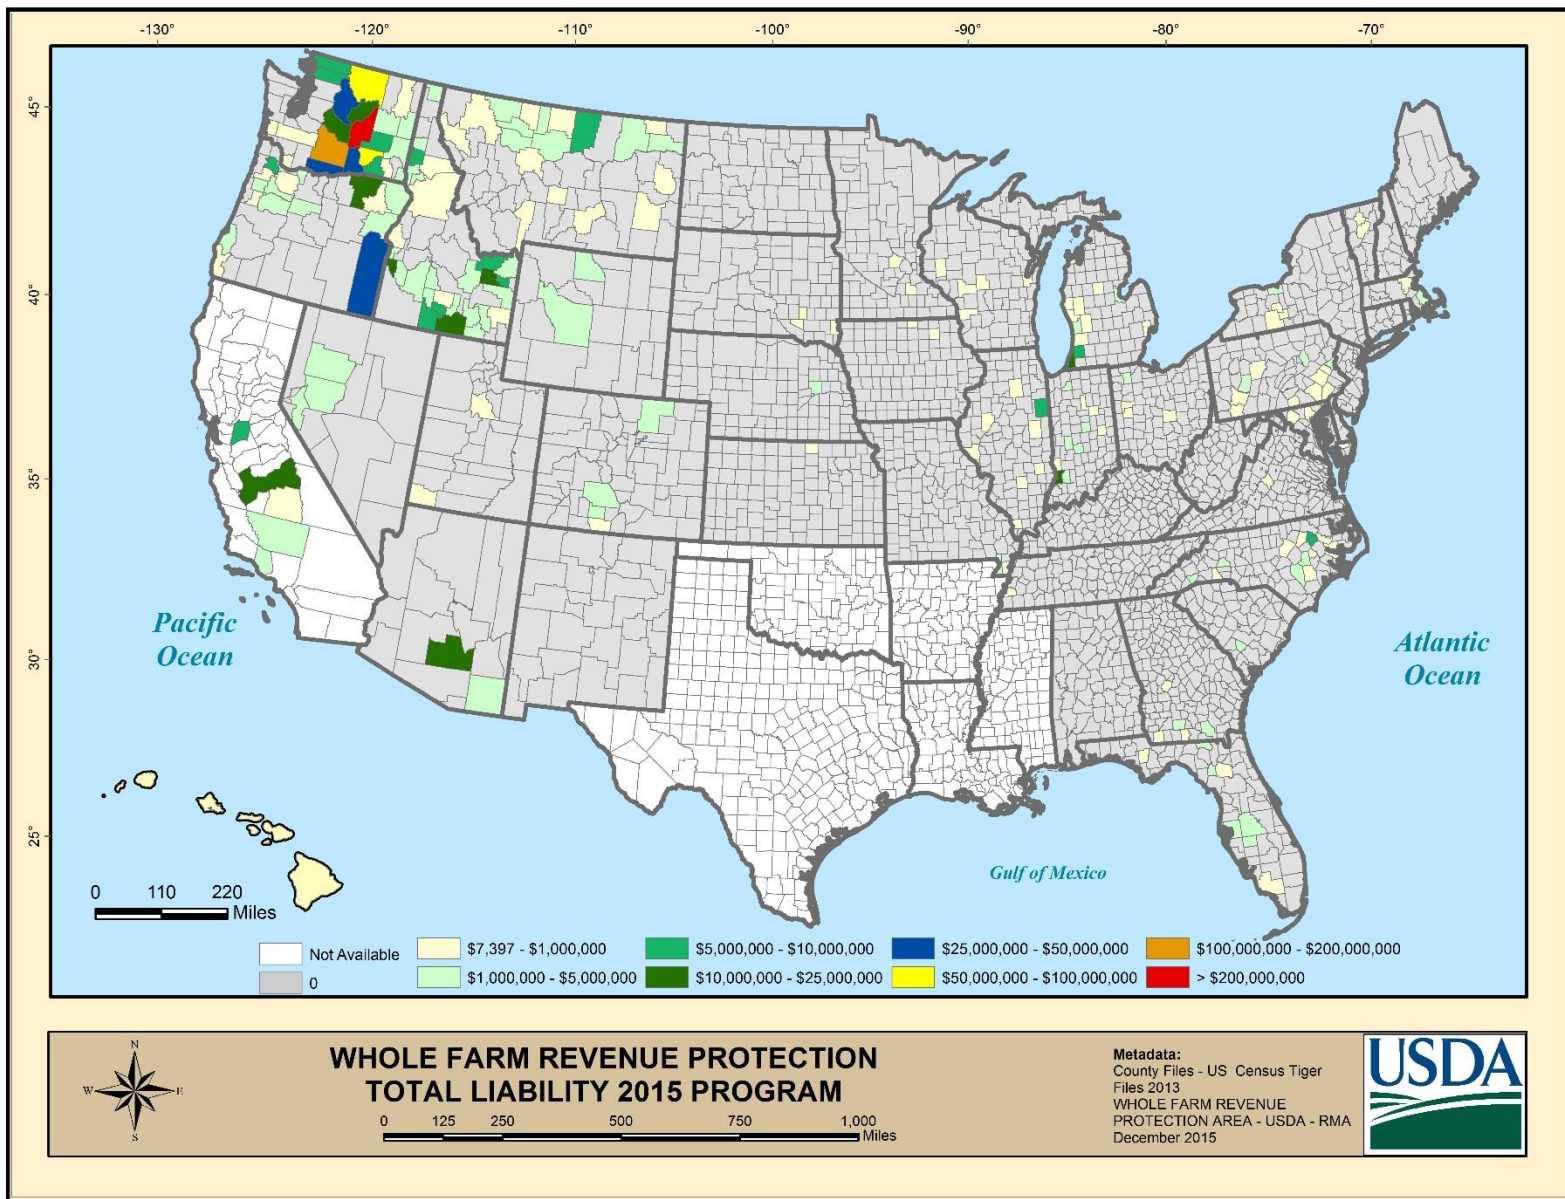 -130° -120° -110° -100° -90° -80° -70°
45°
40°
35°
30°
25°
Pacific
Ocean
Atlantic
Ocean
Gulf of Mexico
0 110 220
Miles
Not Available
0
$7,397 - $1,000,000
$1,000,000 - $5,000,000
$5,000,000 - $10,000,000
$10,000,000 - $25,000,000
$25,000,000 - $50,000,000
$50,000,000 - $100,000,000
$100,000,000 - $200,000,000
> $200,000,000
N
W E
S
WHOLE FARM REVENUE PROTECTION
TOTAL LIABILITY 2015 PROGRAM
0 125 250 500 750 1,000
Miles
Metadata:
County Files - US Census Tiger
Files 2013
WHOLE FARM REVENUE
PROTECTION AREA - USDA - RMA
December 2015
USDA